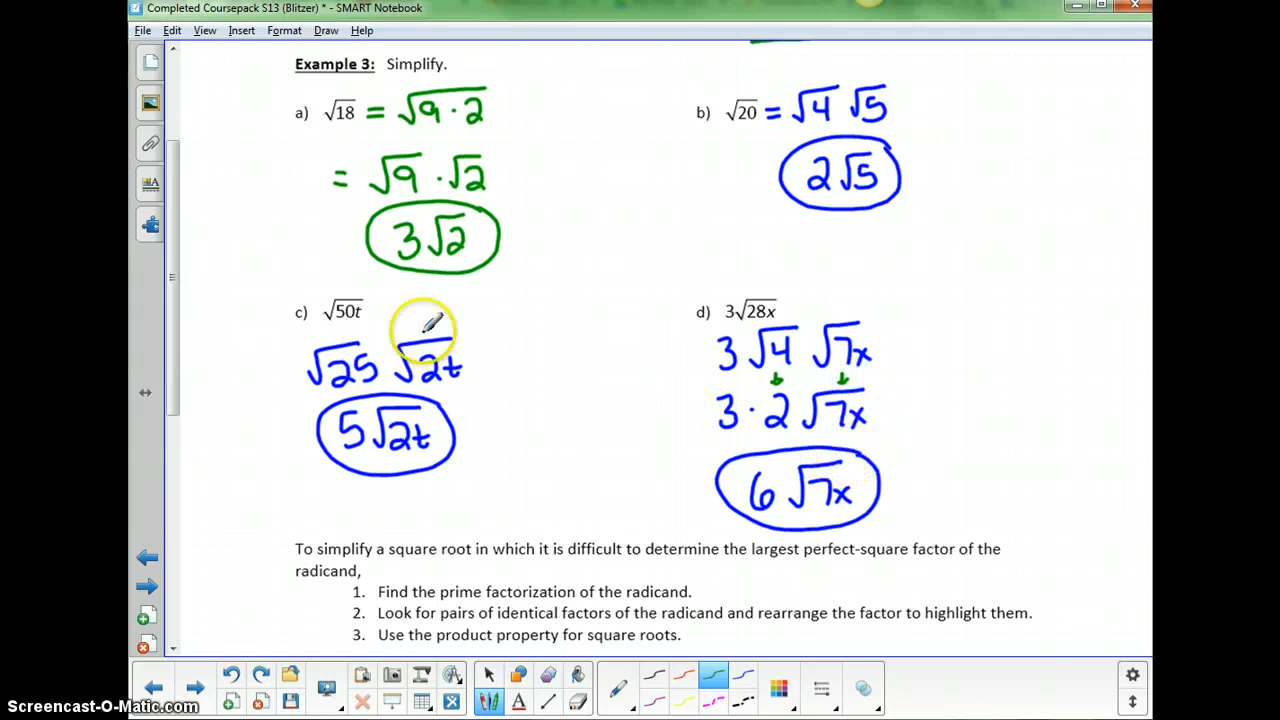 Completed Coursepack S13 (Blitzer) * - SMART Notebook
File Edit View Insert Format Draw Help
Example 3: Simplify.
a) √18 = √9 · 2
= √9 · √2
3√2
b) √20 = √4 √5
2√5
c) √50t
√25 √2t
5√2t
d) 3√28x
3 √4 √7x
3 · 2 √7x
6 √7x
To simplify a square root in which it is difficult to determine the largest perfect-square factor of the
radicand,
1. Find the prime factorization of the radicand.
2. Look for pairs of identical factors of the radicand and rearrange the factor to highlight them.
3. Use the product property for square roots.
Screencast-O-Matic.com